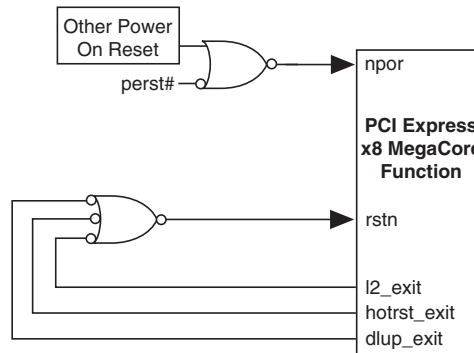 Other Power
On Reset
perst#
npor
PCI Express
x8 MegaCore
Function
rstn
l2_exit
hotrst_exit
dlup_exit